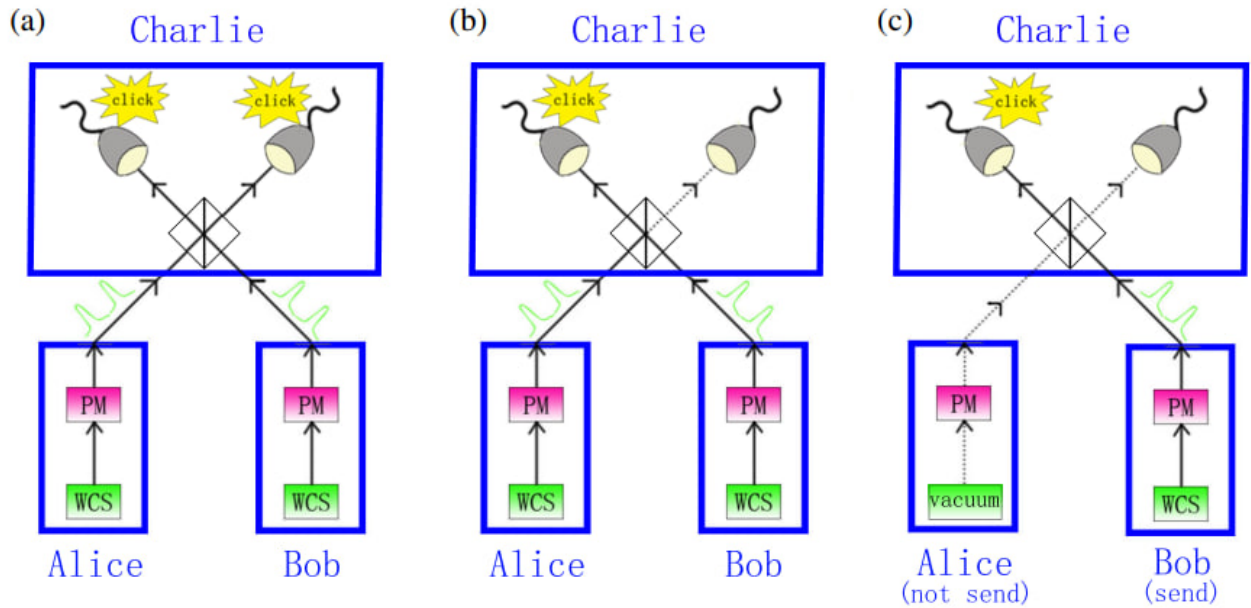 (a)
Charlie
click
click
PM
PM
WCS
WCS
Alice
Bob
(b)
Charlie
click
PM
PM
WCS
WCS
Alice
Bob
(c)
Charlie
click
PM
PM
vacuum
WCS
Alice
(not send)
Bob
(send)